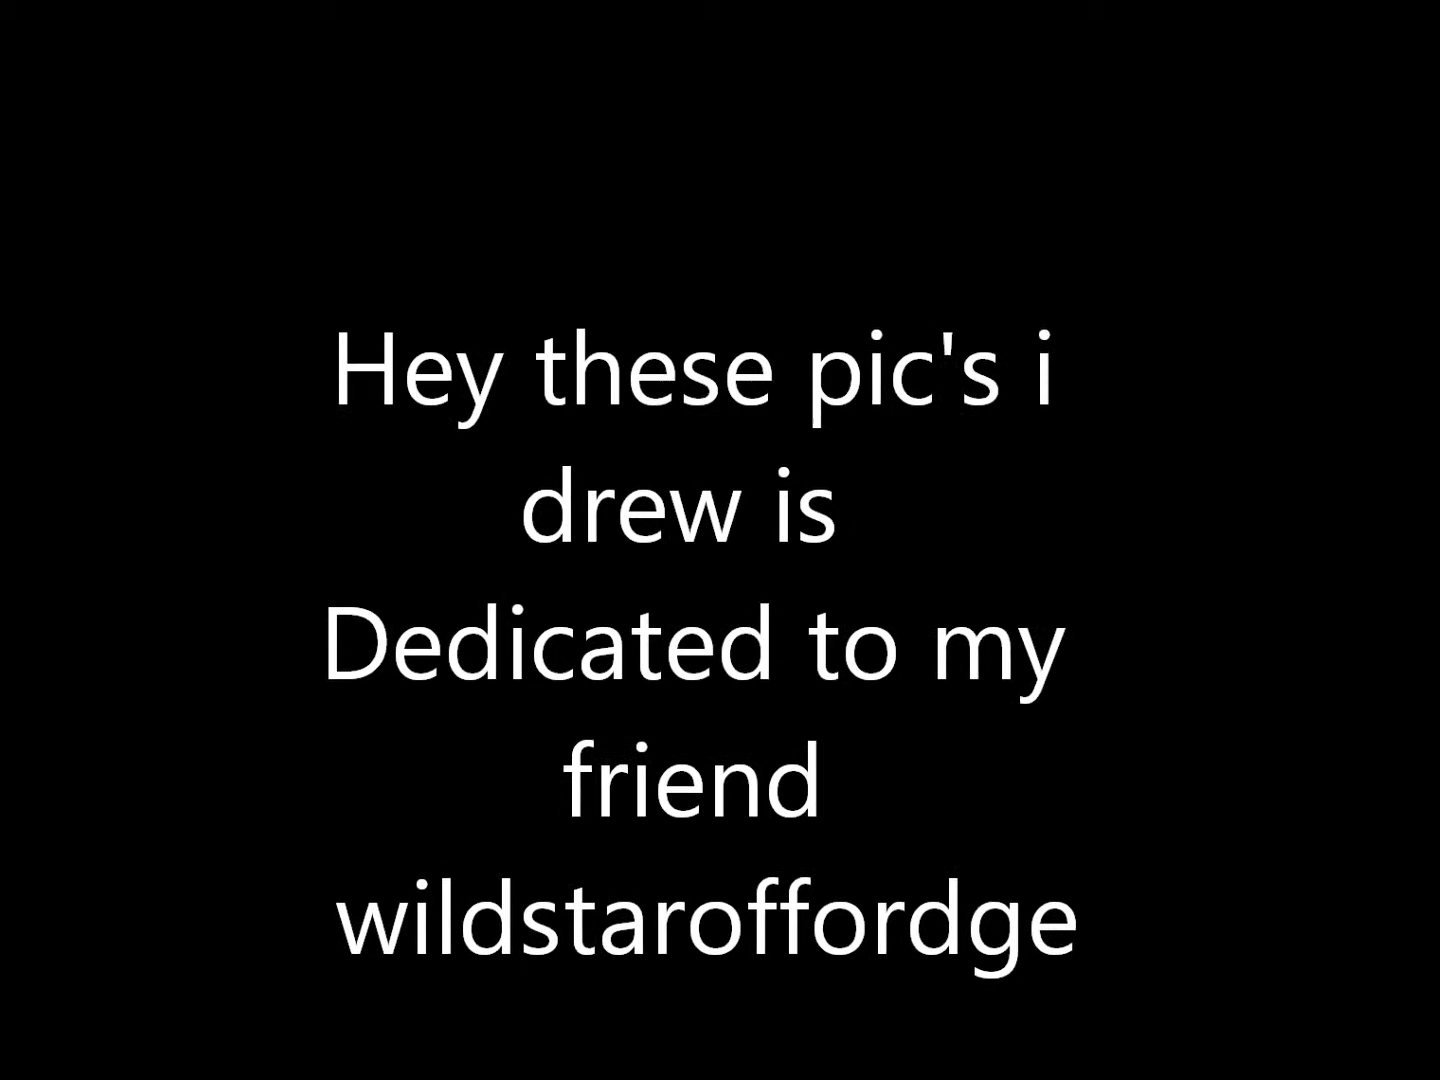 Hey these pic's i
drew is
Dedicated to my
friend
wildstaroffordge